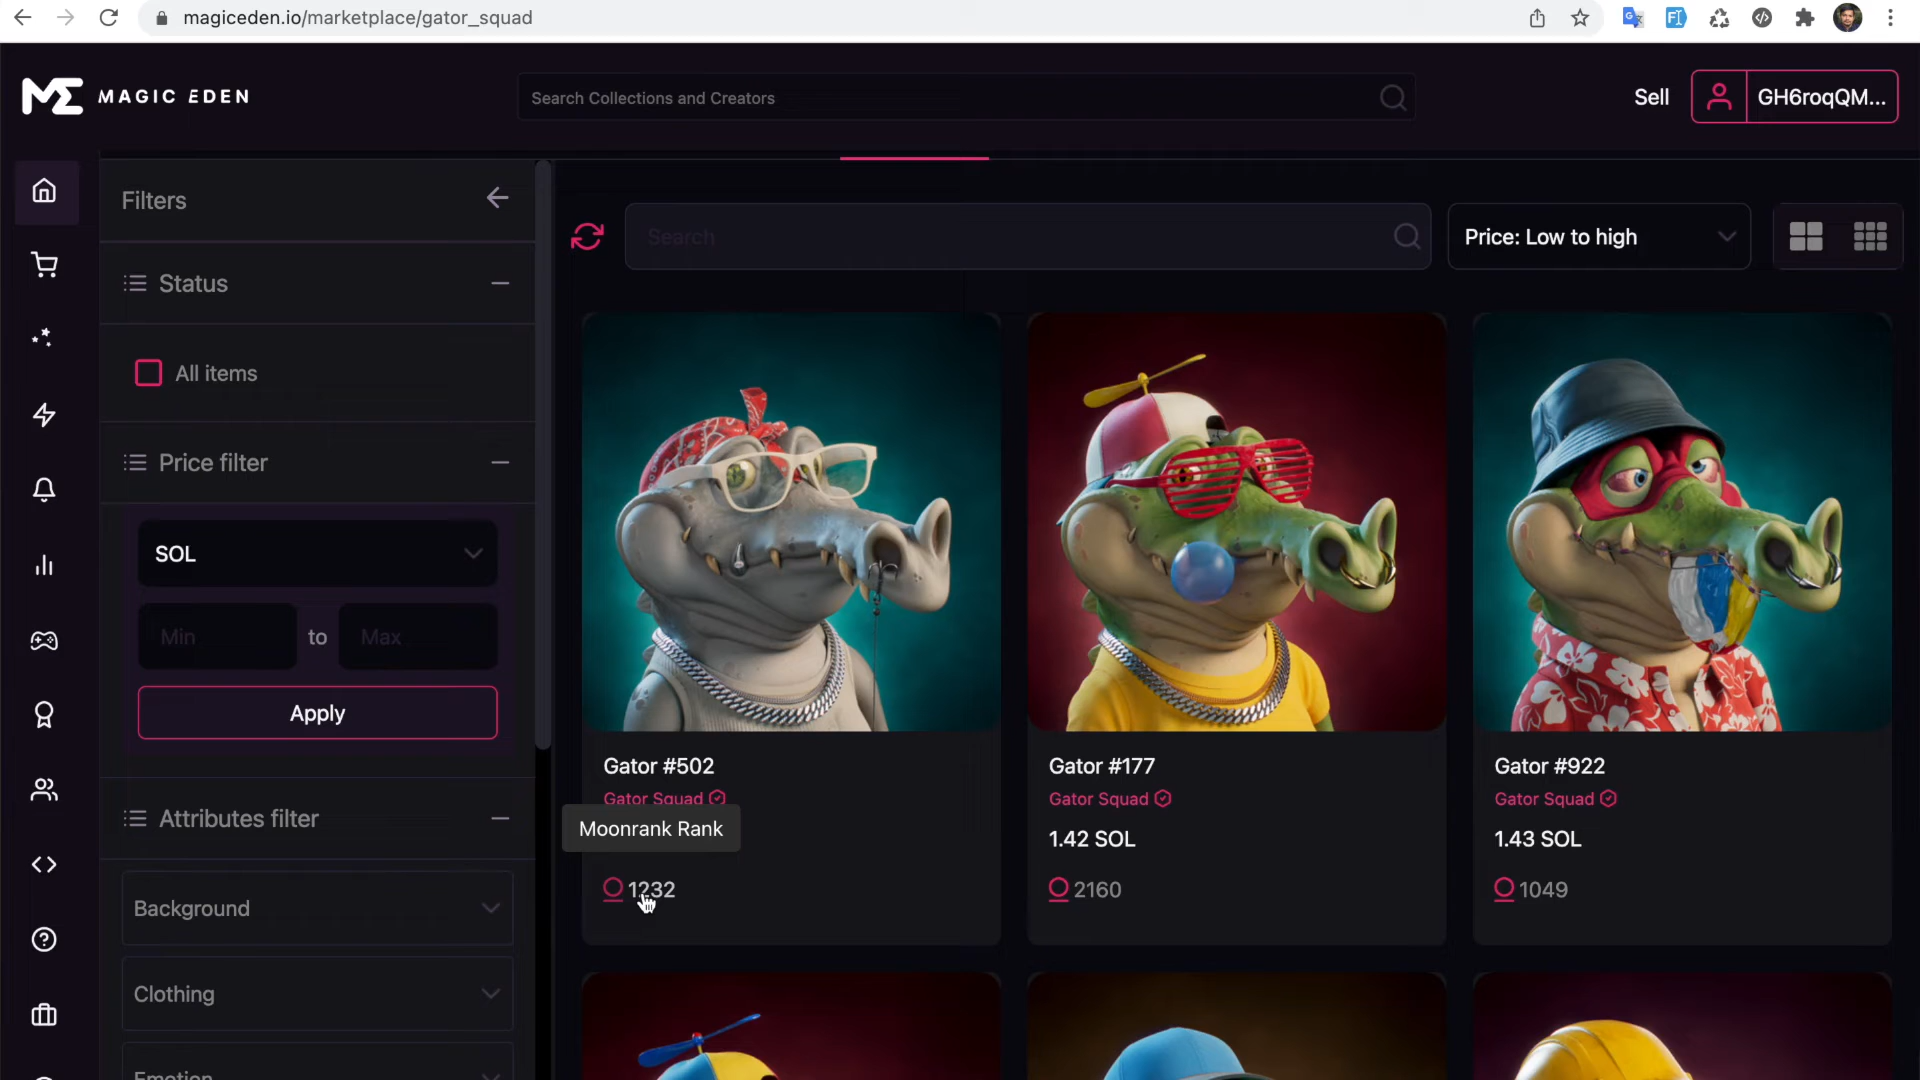 magiceden.io/marketplace/gator_squad
MAGIC EDEN
Search Collections and Creators
Sell
GH6roqQM...
Filters
Search
Price: Low to high
Status
All items
Price filter
SOL
Min
to
Max
Apply
Attributes filter
Background
Clothing
Emotion
Gator #502
Gator Squad
Moonrank Rank
1232
Gator #177
Gator Squad
1.42 SOL
2160
Gator #922
Gator Squad
1.43 SOL
1049